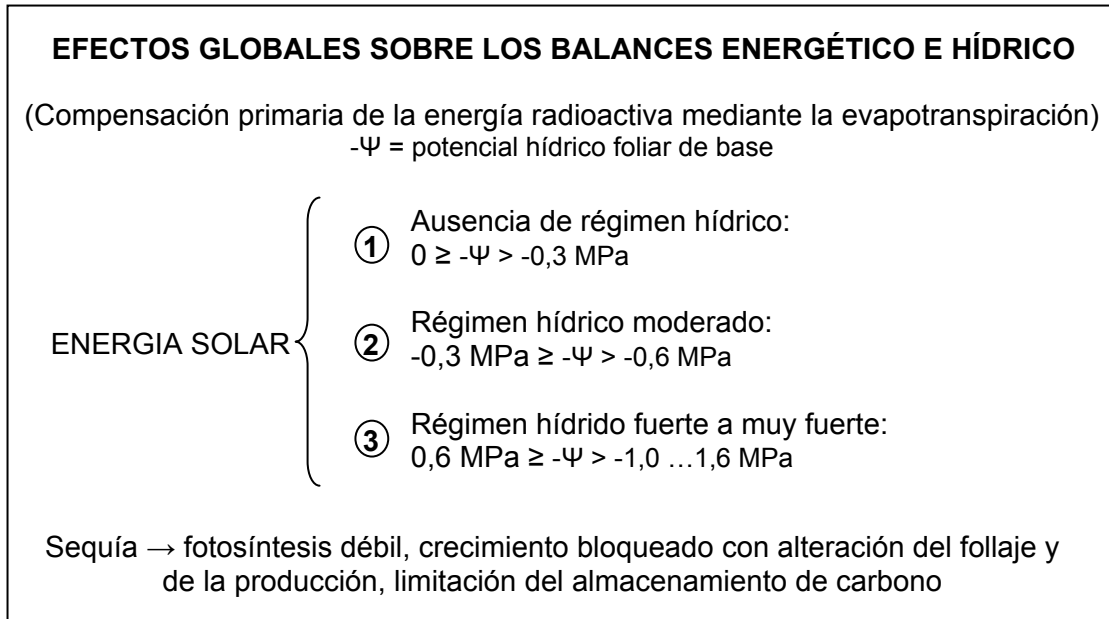 EFECTOS GLOBALES SOBRE LOS BALANCES ENERGÉTICO E HÍDRICO
(Compensación primaria de la energía radioactiva mediante la evapotranspiración)
-Ψ = potencial hídrico foliar de base
ENERGIA SOLAR
1 Ausencia de régimen hídrico:
0 ≥ -Ψ > -0,3 MPa
2 Régimen hídrico moderado:
-0,3 MPa ≥ -Ψ > -0,6 MPa
3 Régimen hídrido fuerte a muy fuerte:
0,6 MPa ≥ -Ψ > -1,0 …1,6 MPa
Sequía → fotosíntesis débil, crecimiento bloqueado con alteración del follaje y
de la producción, limitación del almacenamiento de carbono